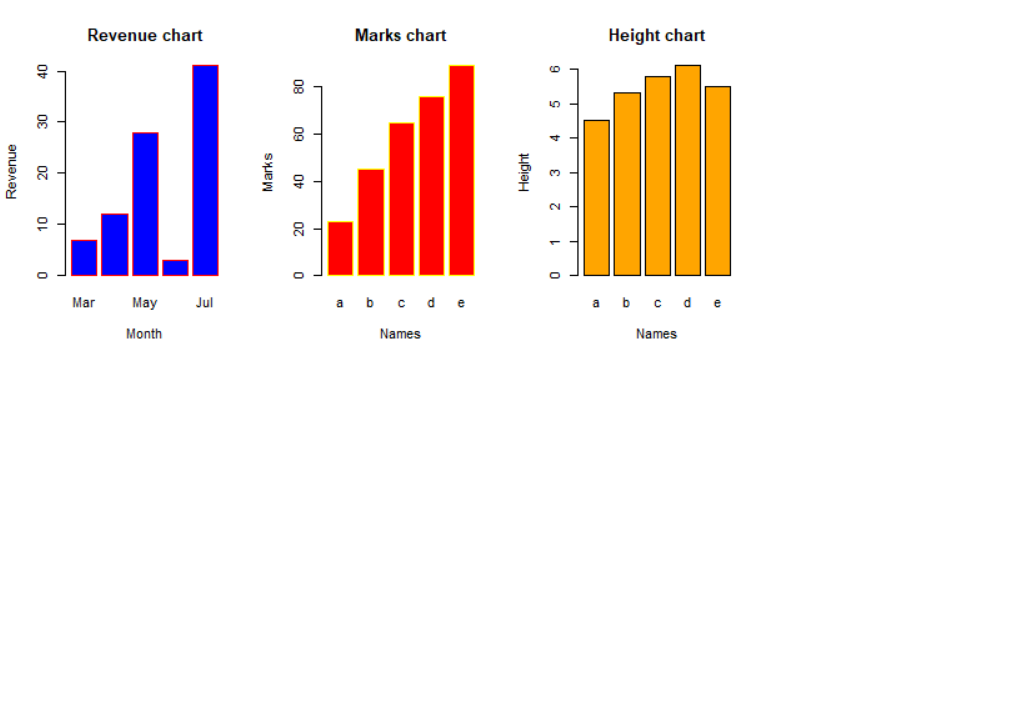 Revenue chart
Revenue
40
30
20
10
0
Mar May Jul
Month
Marks chart
Marks
80
60
40
20
0
a b c d e
Names
Height chart
Height
6
5
4
3
2
1
0
a b c d e
Names